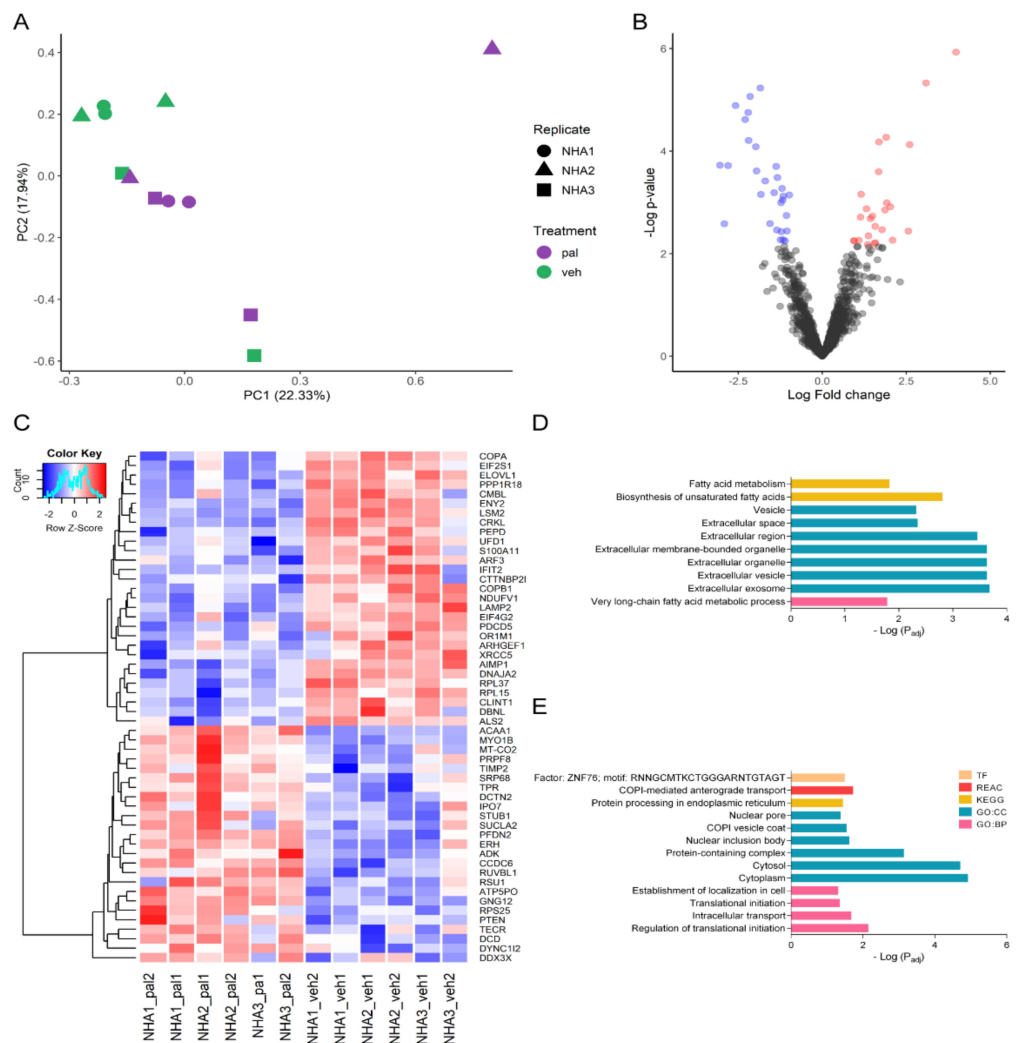 A
0.4
0.2
0.0
-0.2
-0.4
-0.6
-0.3
0.0
0.3
0.6
PC2 (17.94%)
PC1 (22.33%)
Replicate
NHA1
NHA2
NHA3
Treatment
pal
veh
B
6
4
2
0
-2.5
0.0
2.5
5.0
-Log p-value
Log Fold change
C
Color Key
Count
0 10
-2 0 1 2
Row Z-Score
COPA
EIF2S1
ELOVL1
PPP1R18
CMBL
ENY2
LSM2
CRKL
PEPD
UFD1
S100A11
ARF3
IFIT2
CTTNBP2I
COPB1
NDUFV1
LAMP2
EIF4G2
PDCD5
OR1M1
ARHGEF1
XRCC5
AIMP1
DNAJA2
RPL37
RPL15
CLINT1
DBNL
ALS2
ACAA1
MYO1B
MT-CO2
PRPF8
TIMP2
SRP68
TPR
DCTN2
IPO7
STUB1
SUCLA2
PFDN2
ERH
ADK
CCDC6
RUVBL1
RSU1
ATP5PO
GNG12
RPS25
PTEN
TECR
DCD
DYNC1I2
DDX3X
NHA1_pal2
NHA1_pal1
NHA2_pal1
NHA2_pal2
NHA3_pa1
NHA3_pal2
NHA1_veh2
NHA1_veh1
NHA2_veh1
NHA2_veh2
NHA3_veh1
NHA3_veh2
D
Fatty acid metabolism
Biosynthesis of unsaturated fatty acids
Vesicle
Extracellular space
Extracellular region
Extracellular membrane-bounded organelle
Extracellular organelle
Extracellular vesicle
Extracellular exosome
Very long-chain fatty acid metabolic process
0 1 2 3 4
- Log (Padj)
E
Factor: ZNF76; motif: RNNGCMTKCTGGGARNTGTAGT
COPI-mediated anterograde transport
Protein processing in endoplasmic reticulum
Nuclear pore
COPI vesicle coat
Nuclear inclusion body
Protein-containing complex
Cytosol
Cytoplasm
Establishment of localization in cell
Translational initiation
Intracellular transport
Regulation of translational initiation
0 2 4 6
- Log (Padj)
TF
REAC
KEGG
GO:CC
GO:BP